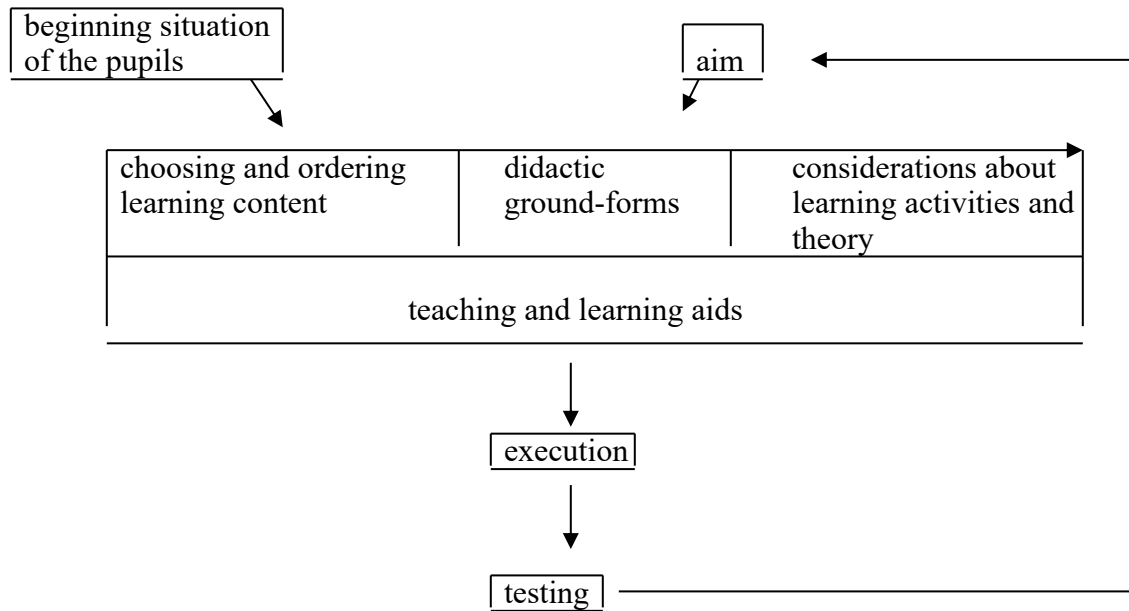 beginning situation
of the pupils
aim
choosing and ordering
learning content
didactic
ground-forms
considerations about
learning activities and
theory
teaching and learning aids
execution
testing